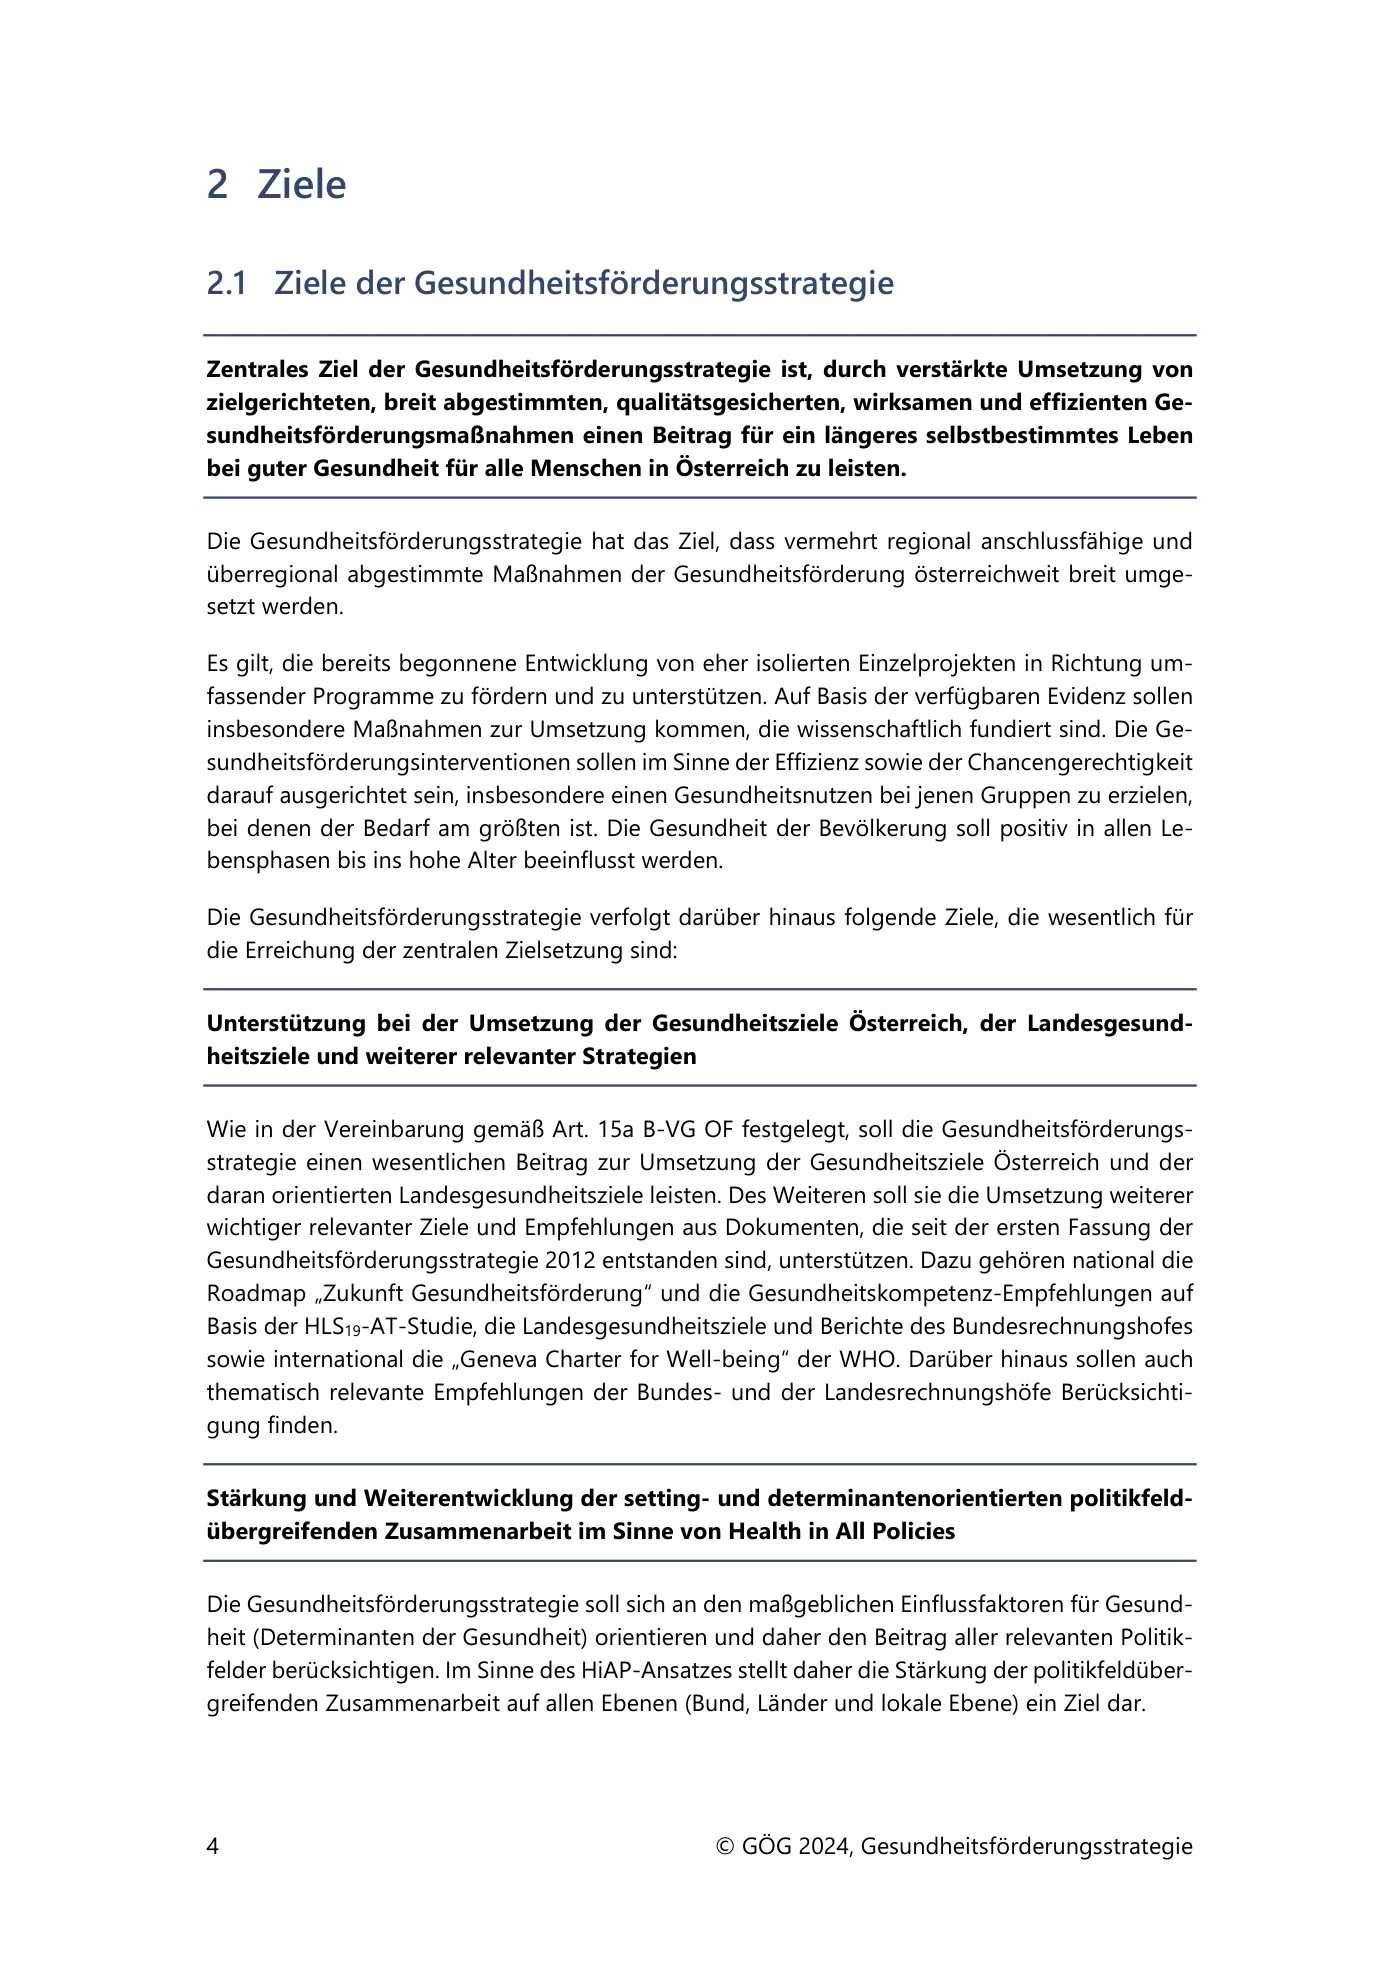 2 Ziele
2.1 Ziele der Gesundheitsförderungsstrategie
Zentrales Ziel der Gesundheitsförderungsstrategie ist, durch verstärkte Umsetzung von
zielgerichteten, breit abgestimmten, qualitätsgesicherten, wirksamen und effizienten Ge-
sundheitsförderungsmaßnahmen einen Beitrag für ein längeres selbstbestimmtes Leben
bei guter Gesundheit für alle Menschen in Österreich zu leisten.
Die Gesundheitsförderungsstrategie hat das Ziel, dass vermehrt regional anschlussfähige und
überregional abgestimmte Maßnahmen der Gesundheitsförderung österreichweit breit umge-
setzt werden.
Es gilt, die bereits begonnene Entwicklung von eher isolierten Einzelprojekten in Richtung um-
fassender Programme zu fördern und zu unterstützen. Auf Basis der verfügbaren Evidenz sollen
insbesondere Maßnahmen zur Umsetzung kommen, die wissenschaftlich fundiert sind. Die Ge-
sundheitsförderungsinterventionen sollen im Sinne der Effizienz sowie der Chancengerechtigkeit
darauf ausgerichtet sein, insbesondere einen Gesundheitsnutzen bei jenen Gruppen zu erzielen,
bei denen der Bedarf am größten ist. Die Gesundheit der Bevölkerung soll positiv in allen Le-
bensphasen bis ins hohe Alter beeinflusst werden.
Die Gesundheitsförderungsstrategie verfolgt darüber hinaus folgende Ziele, die wesentlich für
die Erreichung der zentralen Zielsetzung sind:
Unterstützung bei der Umsetzung der Gesundheitsziele Österreich, der Landesgesund-
heitsziele und weiterer relevanter Strategien
Wie in der Vereinbarung gemäß Art. 15a B-VG OF festgelegt, soll die Gesundheitsförderungs-
strategie einen wesentlichen Beitrag zur Umsetzung der Gesundheitsziele Österreich und der
daran orientierten Landesgesundheitsziele leisten. Des Weiteren soll sie die Umsetzung weiterer
wichtiger relevanter Ziele und Empfehlungen aus Dokumenten, die seit der ersten Fassung der
Gesundheitsförderungsstrategie 2012 entstanden sind, unterstützen. Dazu gehören national die
Roadmap „Zukunft Gesundheitsförderung“ und die Gesundheitskompetenz-Empfehlungen auf
Basis der HLS₁₉-AT-Studie, die Landesgesundheitsziele und Berichte des Bundesrechnungshofes
sowie international die „Geneva Charter for Well-being“ der WHO. Darüber hinaus sollen auch
thematisch relevante Empfehlungen der Bundes- und der Landesrechnungshöfe Berücksichti-
gung finden.
Stärkung und Weiterentwicklung der setting- und determinantenorientierten politikfeld-
übergreifenden Zusammenarbeit im Sinne von Health in All Policies
Die Gesundheitsförderungsstrategie soll sich an den maßgeblichen Einflussfaktoren für Gesund-
heit (Determinanten der Gesundheit) orientieren und daher den Beitrag aller relevanten Politik-
felder berücksichtigen. Im Sinne des HiAP-Ansatzes stellt daher die Stärkung der politikfeldüber-
greifenden Zusammenarbeit auf allen Ebenen (Bund, Länder und lokale Ebene) ein Ziel dar.
4 © GÖG 2024, Gesundheitsförderungsstrategie